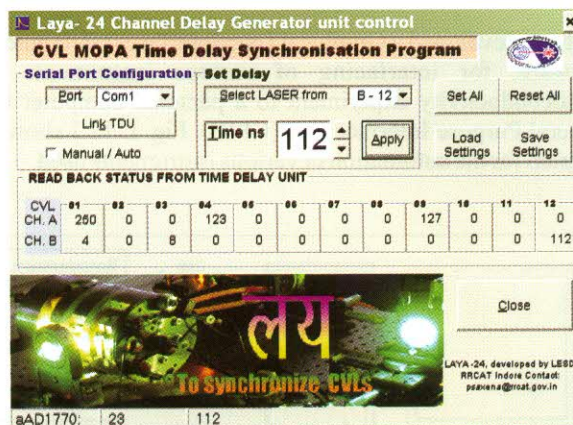 Laya- 24 Channel Delay Generator unit control
CVL MOPA Time Delay Synchronisation Program
Serial Port Configuration
Port Com1
Link TDU
Manual / Auto
Set Delay
Select LASER from B - 12
Time ns 112 Apply
Set All Reset All
Load Settings Save Settings
READ BACK STATUS FROM TIME DELAY UNIT
CVL 01 02 03 04 05 06 07 08 09 10 11 12
CH. A 250 0 0 123 0 0 0 0 127 0 0 0
CH. B 4 0 8 0 0 0 0 0 0 0 0 112
लय
To synchronize CVLs
Close
LAYA-24, developed by LESD
RRCAT Indore Contact:
psaxena@rrcat.gov.in
aAD1770: 23 112